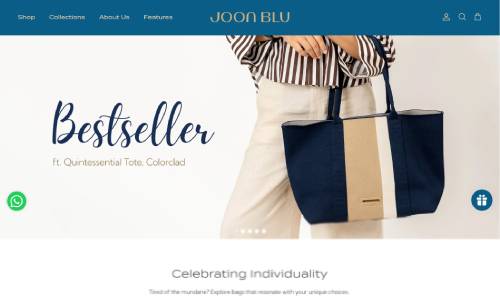 Shop
Collections
About Us
Features
JOON BLU
Bestseller
ft. Quintessential Tote, Colorclad
Celebrating Individuality
Tired of the mundane? Explore bags that resonate with your unique choices.